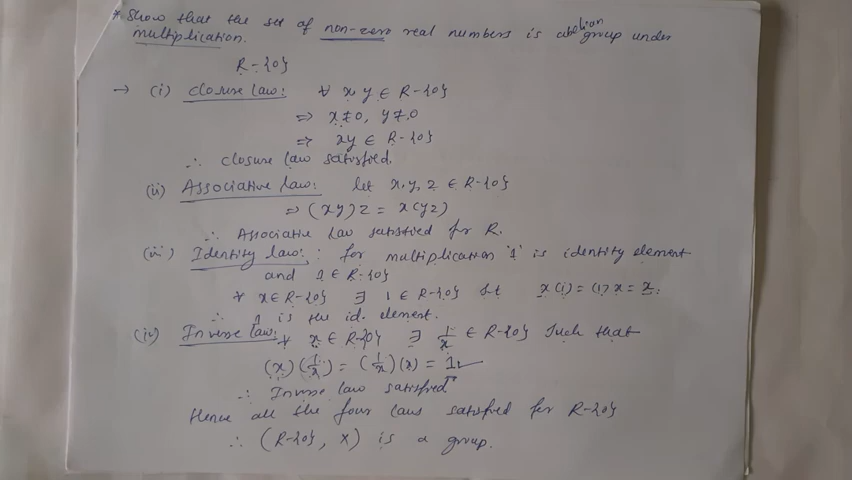 * Show that the set of non-zero real numbers is abelian group under
multiplication.
R-{0}
→ (i) closure law: ∀ x, y ∈ R-{0}
⇒ x≠0, y≠0
⇒ xy ∈ R-{0}
∴ closure law satisfied.
(ii) Associative law: let x, y, z ∈ R-{0}
⇒ (xy)z = x(yz)
∴ Associative law satisfied for R.
(iii) Identity law: for multiplication '1' is identity element
and 1 ∈ R-{0}
∀ x ∈ R-{0} ∃ 1 ∈ R-{0} st x(1) = (1)x = x.
∴ 1 is the id. element.
(iv) Inverse law: ∀ x ∈ R-{0} ∃ 1/x ∈ R-{0} such that
(x)(1/x) = (1/x)(x) = 1
∴ Inverse law satisfied
Hence all the four laws satisfied for R-{0}
∴ (R-{0}, X) is a group.